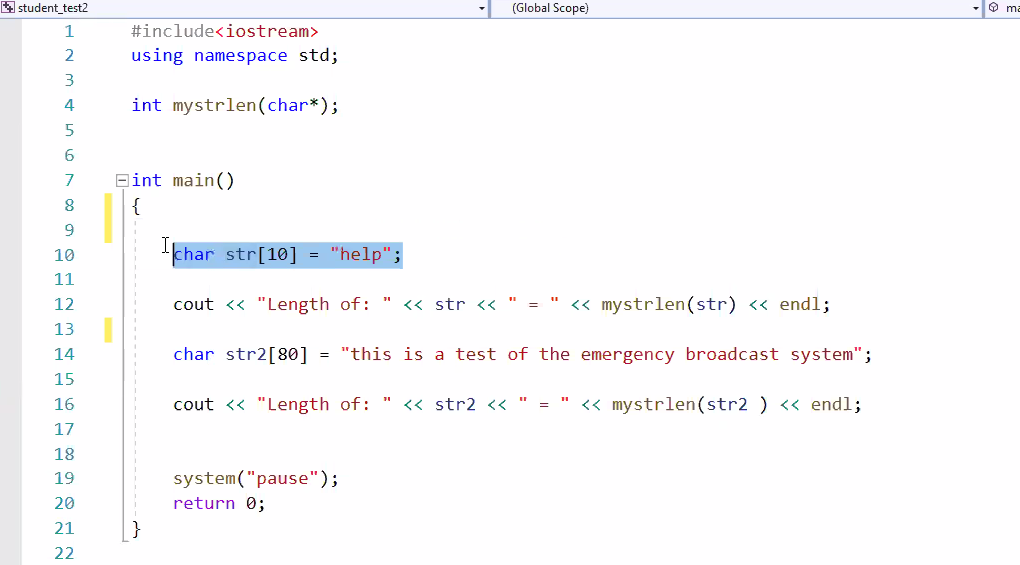 student_test2 (Global Scope)
1 #include<iostream>
2 using namespace std;
3
4 int mystrlen(char*);
5
6
7 int main()
8 {
9
10 char str[10] = "help";
11
12 cout << "Length of: " << str << " = " << mystrlen(str) << endl;
13
14 char str2[80] = "this is a test of the emergency broadcast system";
15
16 cout << "Length of: " << str2 << " = " << mystrlen(str2 ) << endl;
17
18
19 system("pause");
20 return 0;
21 }
22